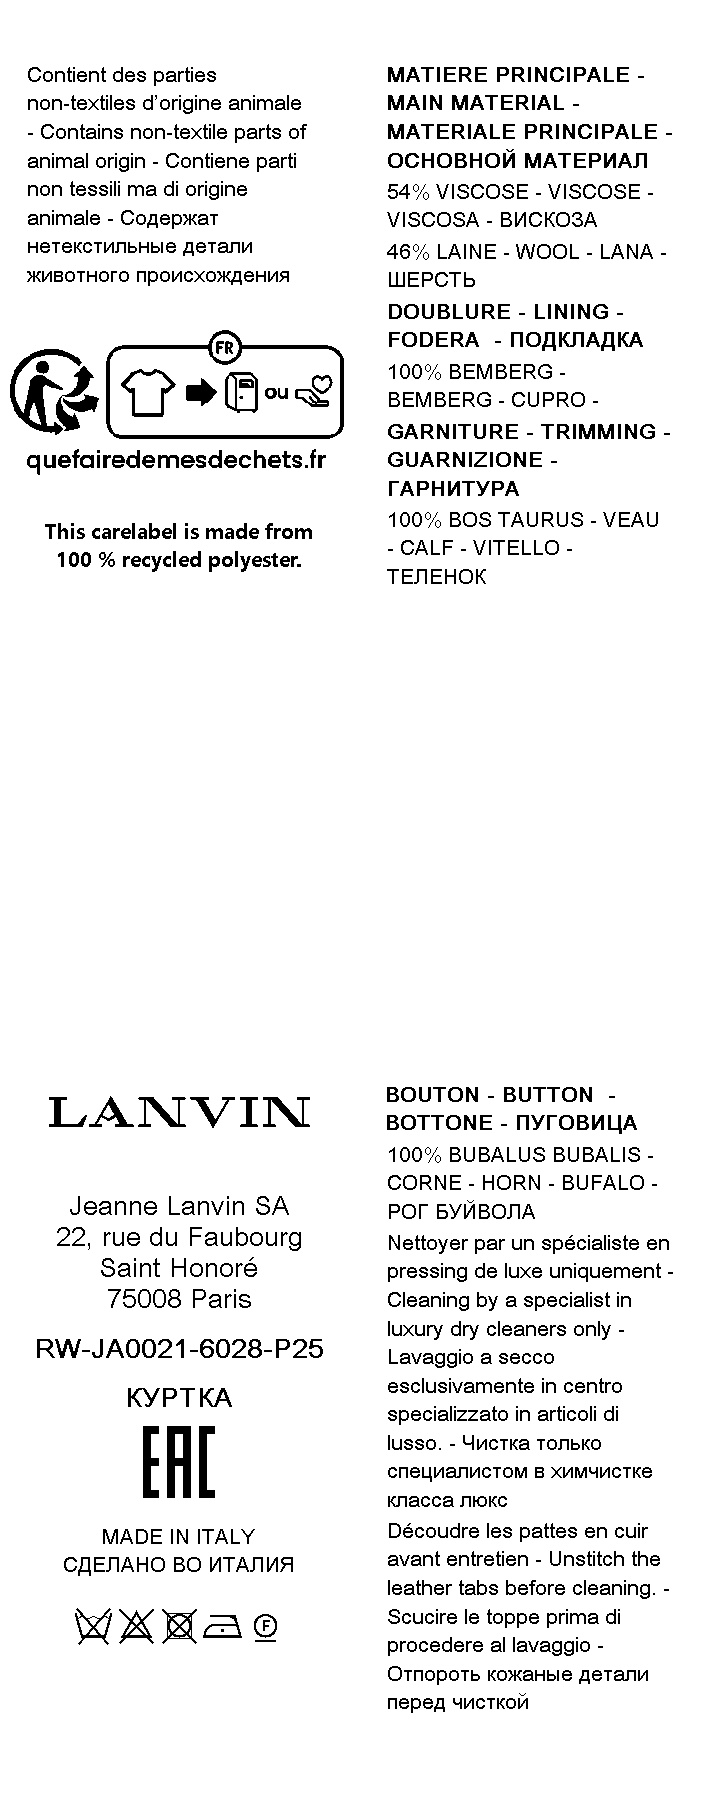 Contient des parties
non-textiles d'origine animale
- Contains non-textile parts of
animal origin - Contiene parti
non tessili ma di origine
animale - Содержат
нетекстильные детали
животного происхождения
FR
ou
quefairedemesdechets.fr
This carelabel is made from
100 % recycled polyester.
MATIERE PRINCIPALE -
MAIN MATERIAL -
MATERIALE PRINCIPALE -
ОСНОВНОЙ МАТЕРИАЛ
54% VISCOSE - VISCOSE -
VISCOSA - ВИСКОЗА
46% LAINE - WOOL - LANA -
ШЕРСТЬ
DOUBLURE - LINING -
FODERA  - ПОДКЛАДКА
100% BEMBERG -
BEMBERG - CUPRO -
GARNITURE - TRIMMING -
GUARNIZIONE -
ГАРНИТУРА
100% BOS TAURUS - VEAU
- CALF - VITELLO -
ТЕЛЕНОК
LANVIN
Jeanne Lanvin SA
22, rue du Faubourg
Saint Honoré
75008 Paris
RW-JA0021-6028-P25
КУРТКА
EAC
MADE IN ITALY
СДЕЛАНО ВО ИТАЛИЯ
F
BOUTON - BUTTON  -
BOTTONE - ПУГОВИЦА
100% BUBALUS BUBALIS -
CORNE - HORN - BUFALO -
РОГ БУЙВОЛА
Nettoyer par un spécialiste en
pressing de luxe uniquement -
Cleaning by a specialist in
luxury dry cleaners only -
Lavaggio a secco
esclusivamente in centro
specializzato in articoli di
lusso. - Чистка только
специалистом в химчистке
класса люкс
Découdre les pattes en cuir
avant entretien - Unstitch the
leather tabs before cleaning. -
Scucire le toppe prima di
procedere al lavaggio -
Отпороть кожаные детали
перед чисткой